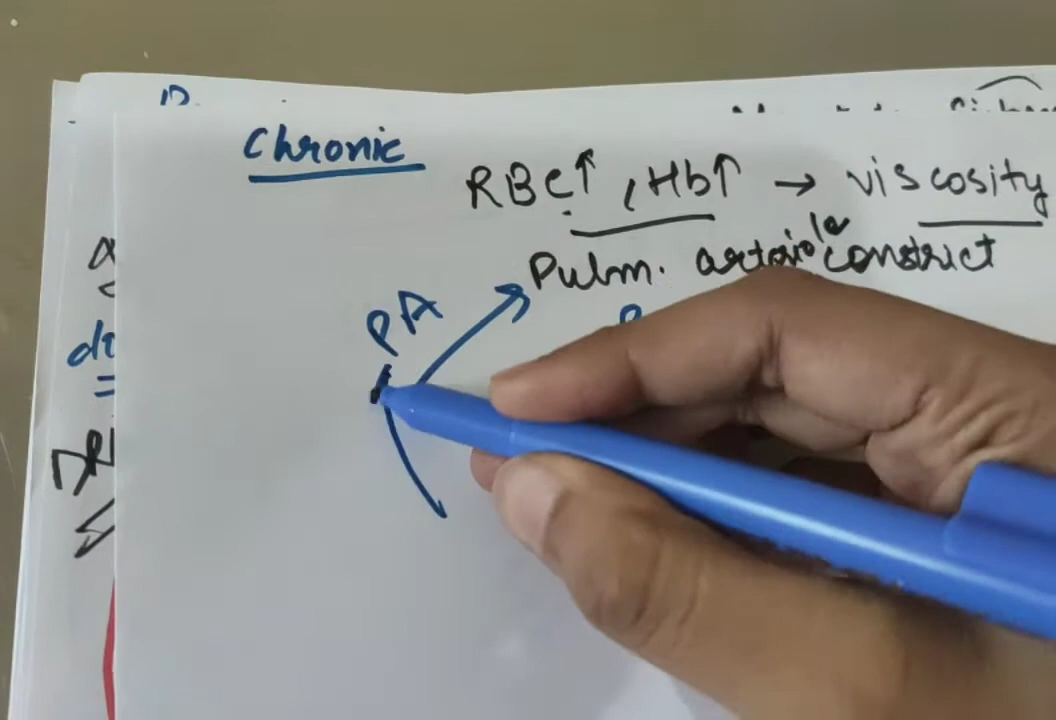 Chronic
RBC↑, Hb↑ → viscosity
Pulm. arteriole constrict
PA